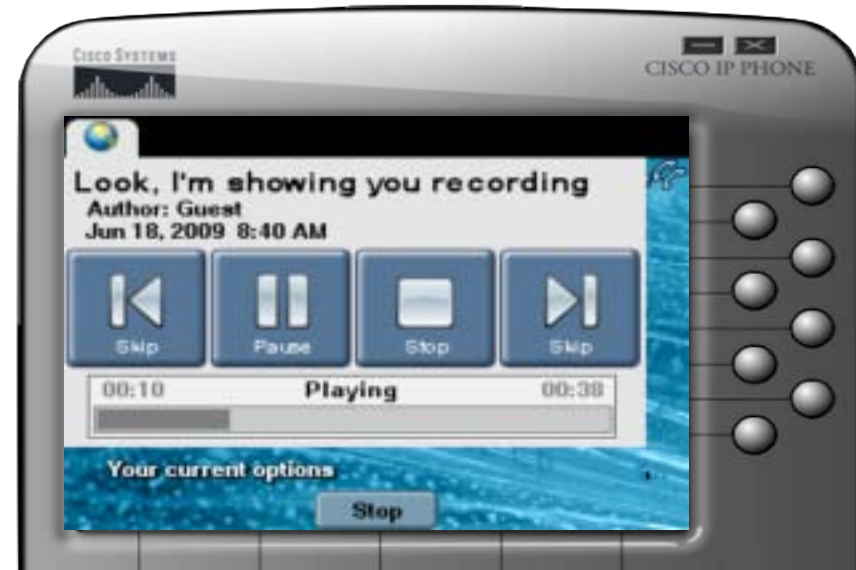 CISCO SYSTEMS
CISCO IP PHONE
Look, I'm showing you recording
Author: Guest
Jun 18, 2009 8:40 AM
Skip Pause Stop Skip
00:10 Playing 00:38
Your current options
Stop